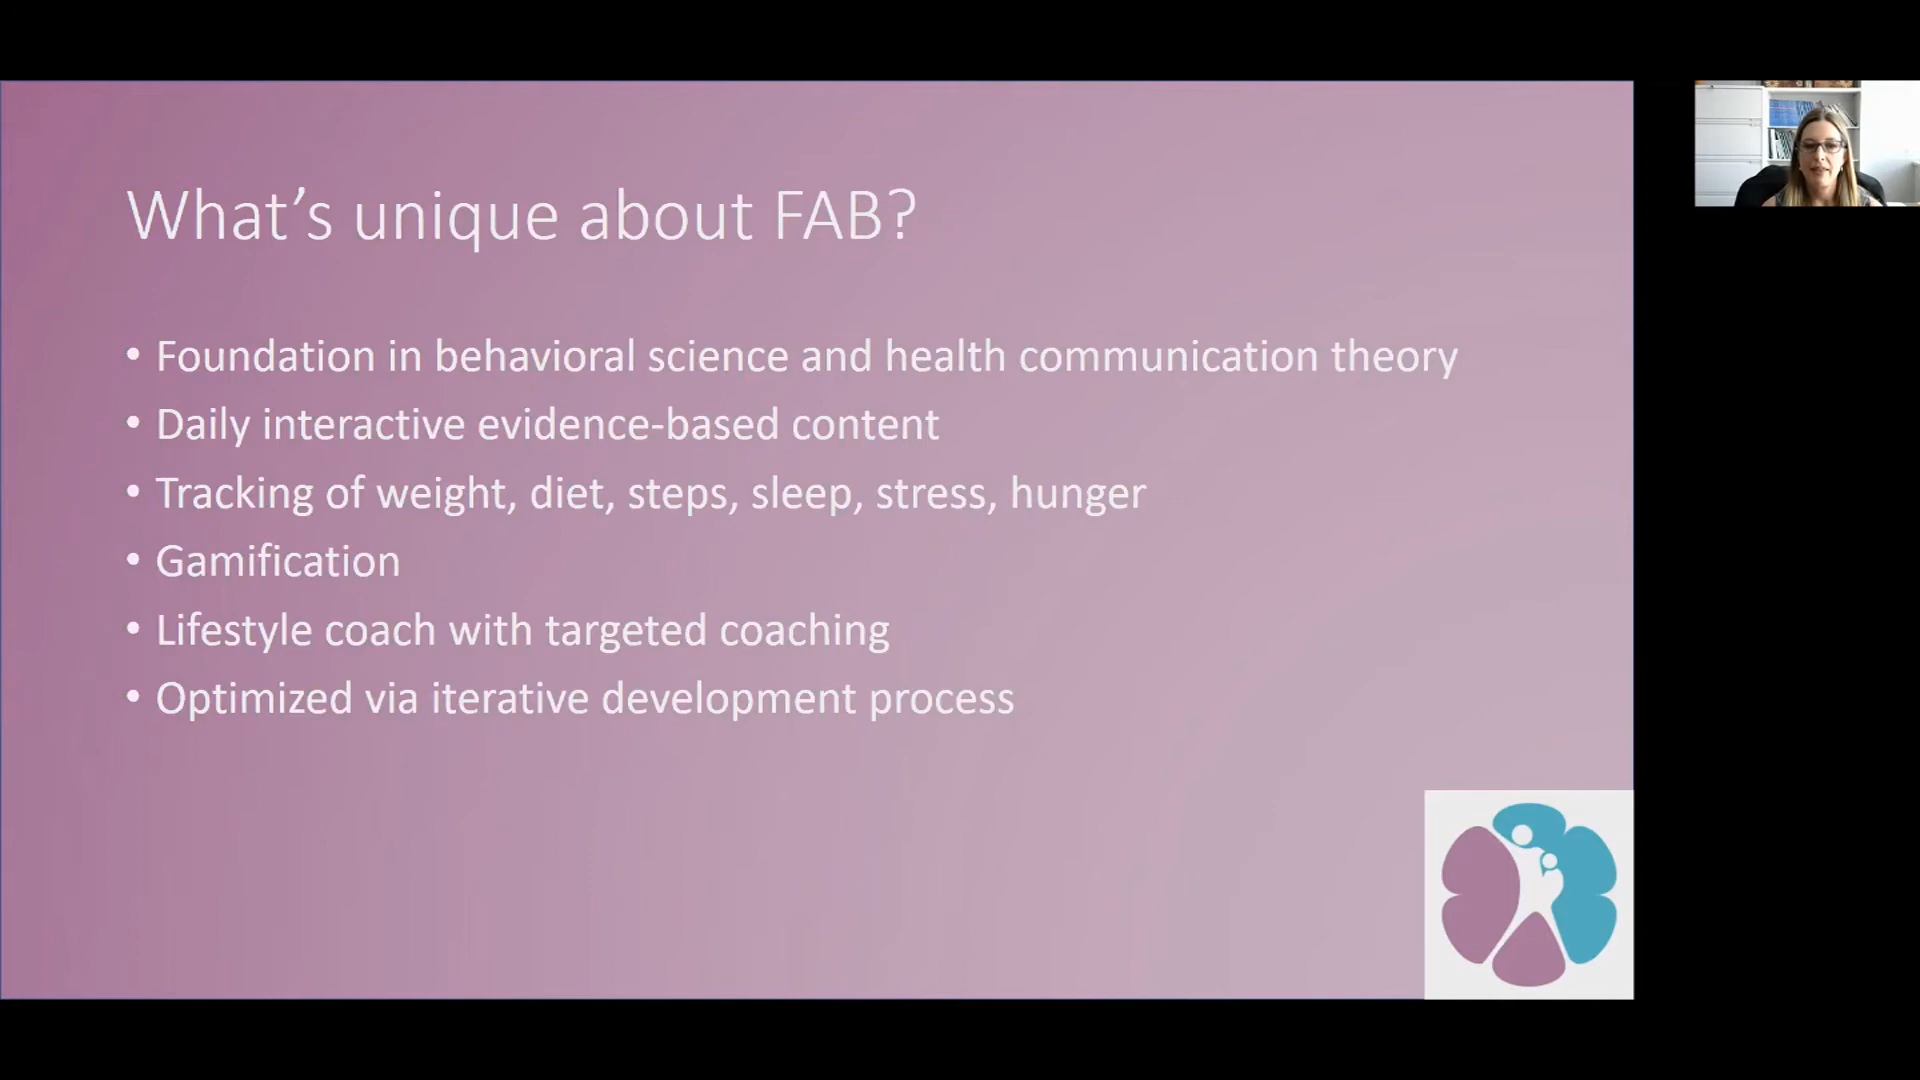 What’s unique about FAB?
• Foundation in behavioral science and health communication theory
• Daily interactive evidence-based content
• Tracking of weight, diet, steps, sleep, stress, hunger
• Gamification
• Lifestyle coach with targeted coaching
• Optimized via iterative development process